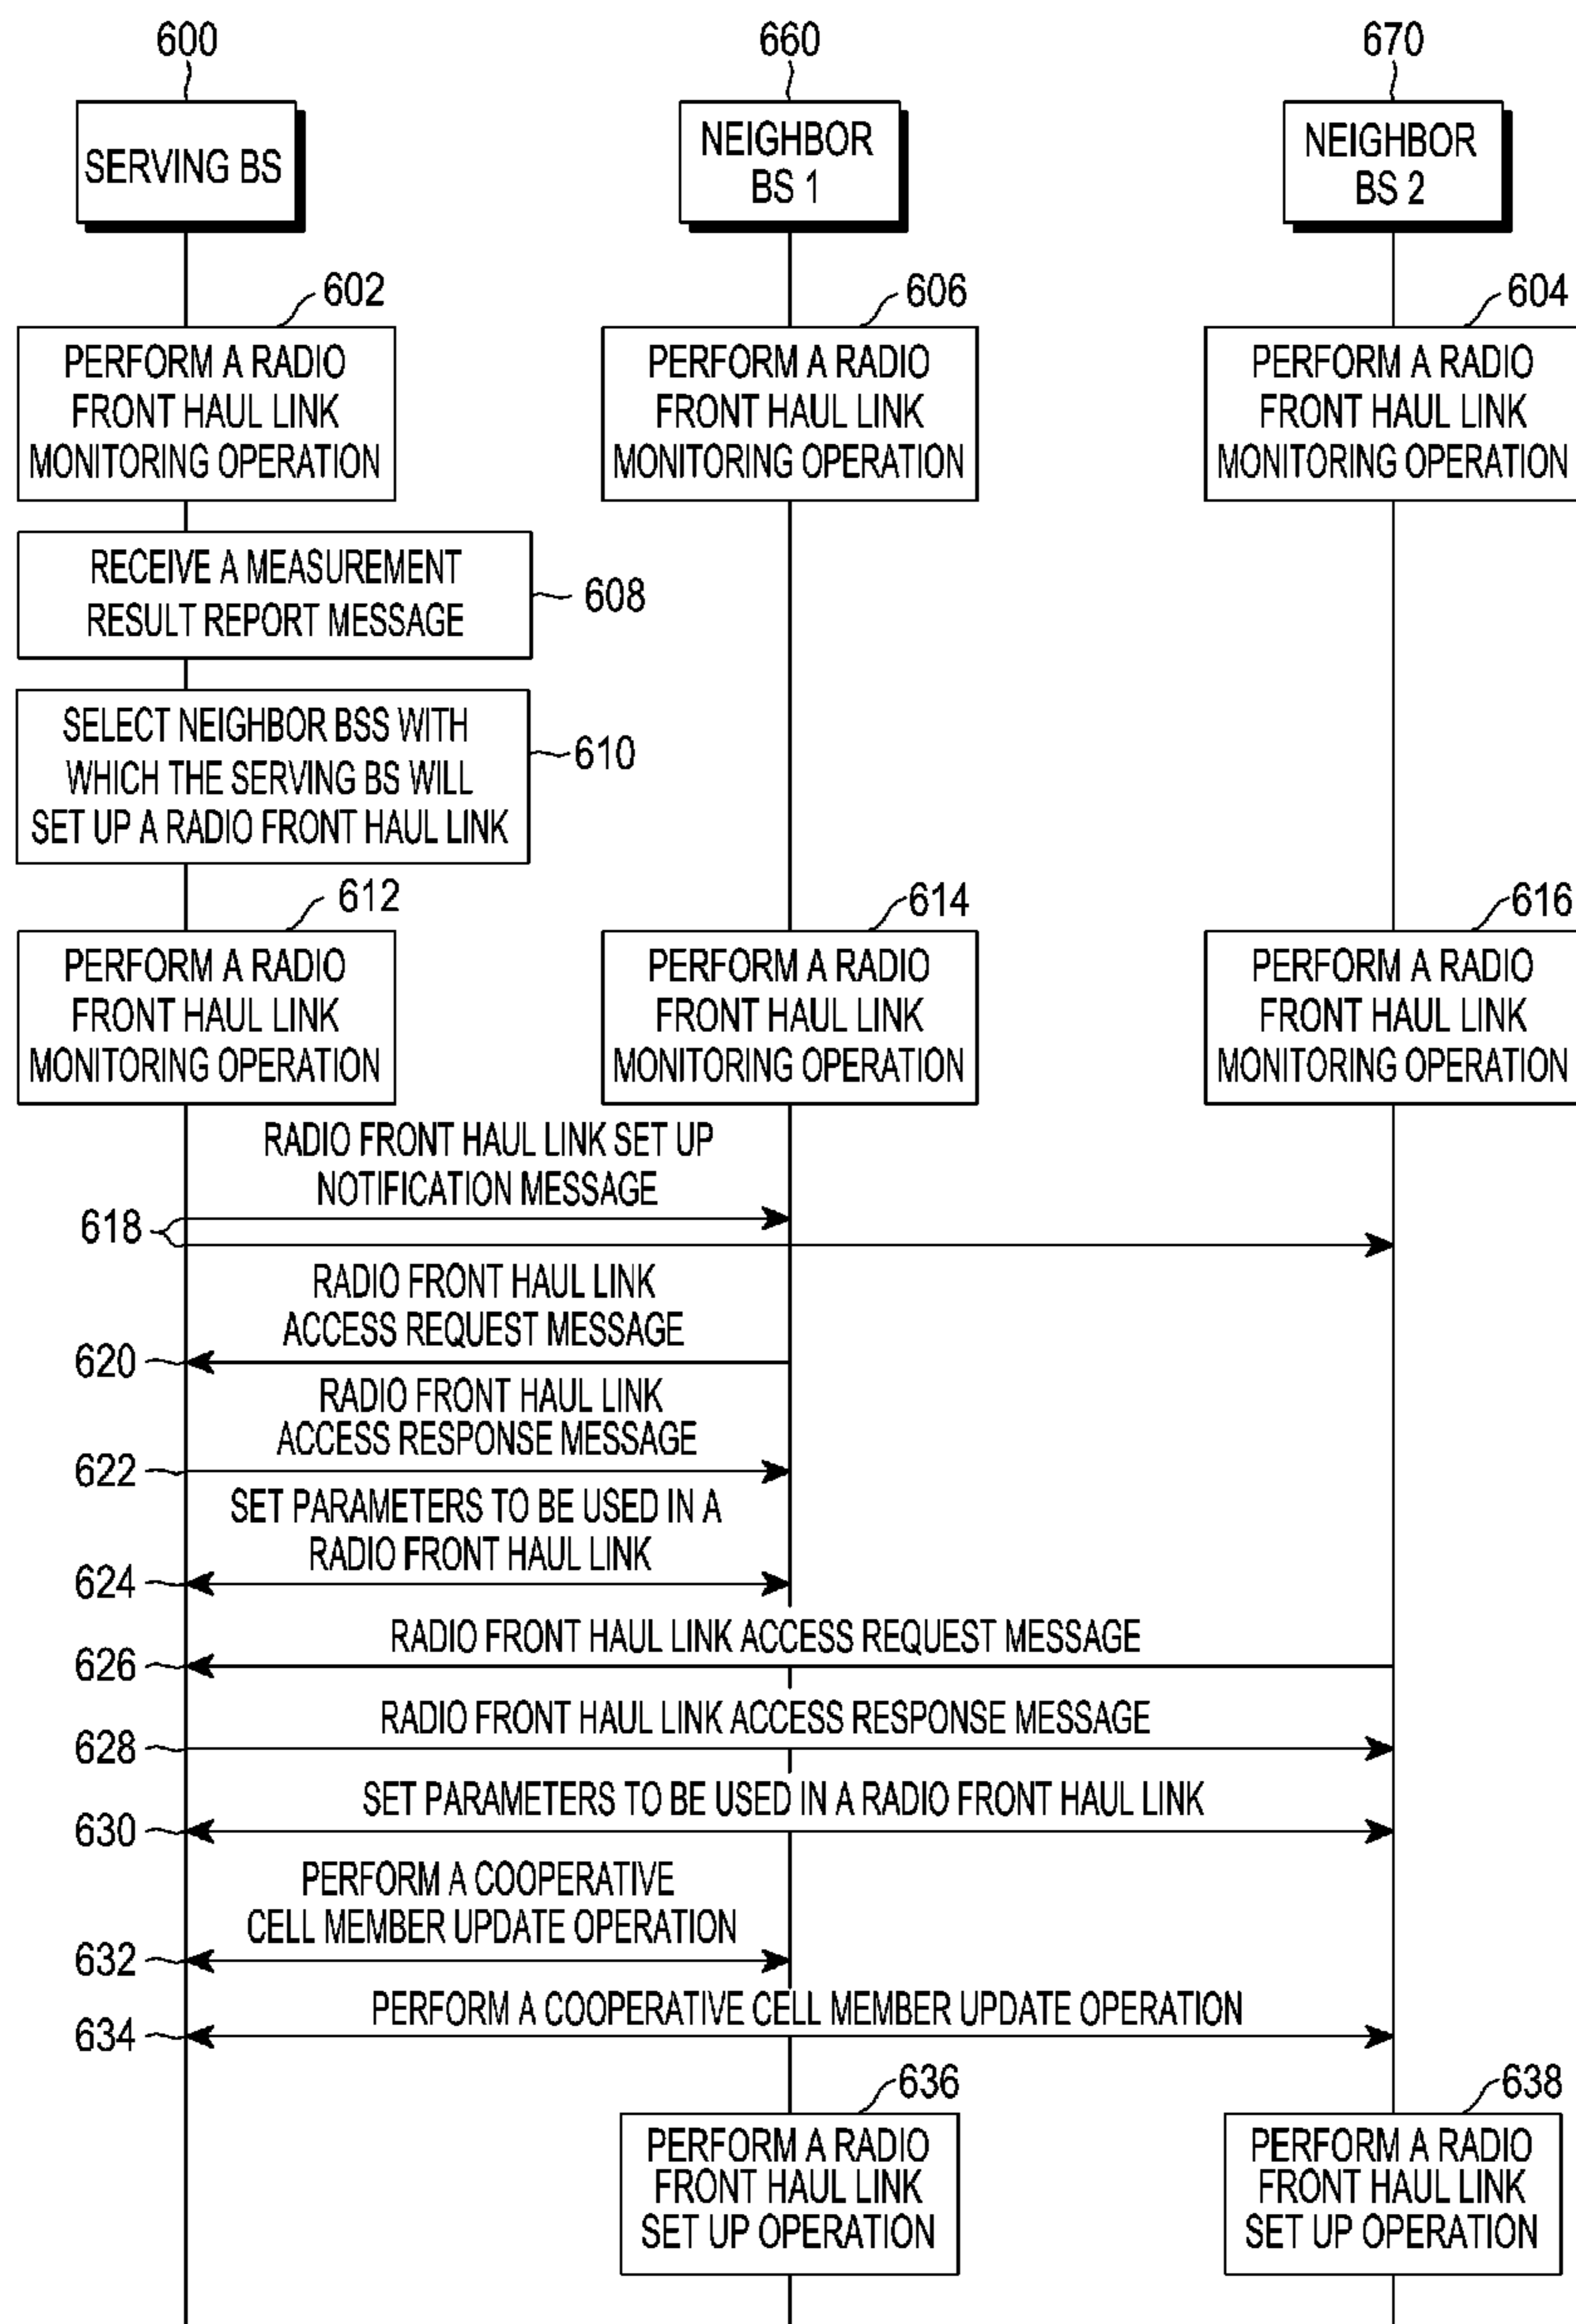 600
660
670
SERVING BS
NEIGHBOR
BS 1
NEIGHBOR
BS 2
602
606
604
PERFORM A RADIO
FRONT HAUL LINK
MONITORING OPERATION
PERFORM A RADIO
FRONT HAUL LINK
MONITORING OPERATION
PERFORM A RADIO
FRONT HAUL LINK
MONITORING OPERATION
RECEIVE A MEASUREMENT
RESULT REPORT MESSAGE
608
SELECT NEIGHBOR BSS WITH
WHICH THE SERVING BS WILL
SET UP A RADIO FRONT HAUL LINK
610
612
614
616
PERFORM A RADIO
FRONT HAUL LINK
MONITORING OPERATION
PERFORM A RADIO
FRONT HAUL LINK
MONITORING OPERATION
PERFORM A RADIO
FRONT HAUL LINK
MONITORING OPERATION
RADIO FRONT HAUL LINK SET UP
NOTIFICATION MESSAGE
618
RADIO FRONT HAUL LINK
ACCESS REQUEST MESSAGE
620
RADIO FRONT HAUL LINK
ACCESS RESPONSE MESSAGE
622
SET PARAMETERS TO BE USED IN A
RADIO FRONT HAUL LINK
624
RADIO FRONT HAUL LINK ACCESS REQUEST MESSAGE
626
RADIO FRONT HAUL LINK ACCESS RESPONSE MESSAGE
628
SET PARAMETERS TO BE USED IN A RADIO FRONT HAUL LINK
630
PERFORM A COOPERATIVE
CELL MEMBER UPDATE OPERATION
632
PERFORM A COOPERATIVE CELL MEMBER UPDATE OPERATION
634
636
638
PERFORM A RADIO
FRONT HAUL LINK
SET UP OPERATION
PERFORM A RADIO
FRONT HAUL LINK
SET UP OPERATION